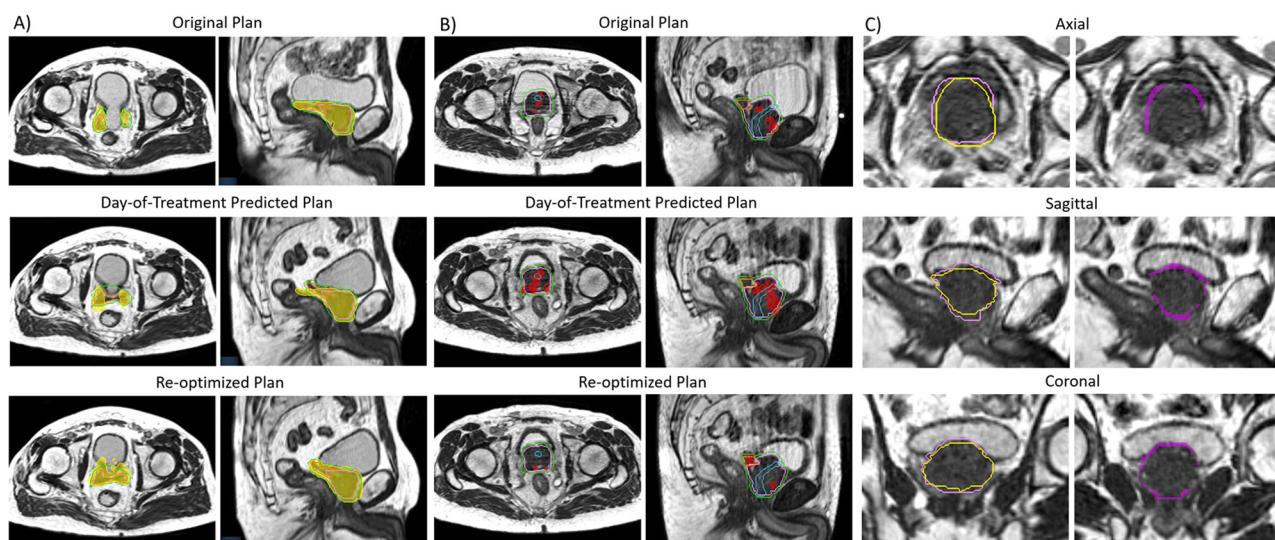 A)
Original Plan
B)
Original Plan
C)
Axial
Day-of-Treatment Predicted Plan
Day-of-Treatment Predicted Plan
Sagittal
Re-optimized Plan
Re-optimized Plan
Coronal